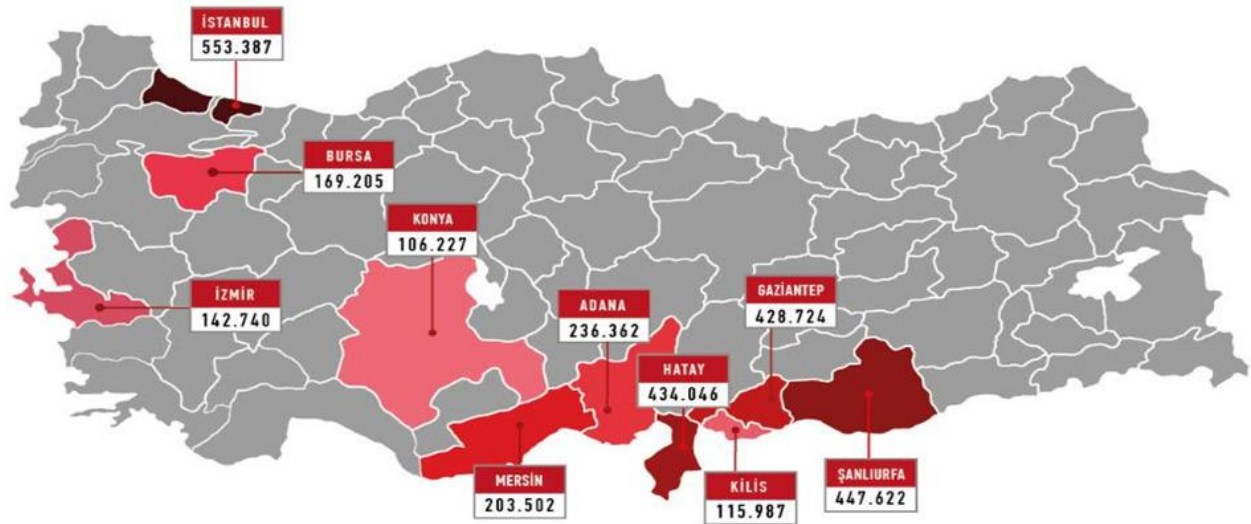 İSTANBUL
553.387
BURSA
169.205
KONYA
106.227
İZMİR
142.740
ADANA
236.362
GAZİANTEP
428.724
HATAY
434.046
MERSİN
203.502
KİLİS
115.987
ŞANLIURFA
447.622